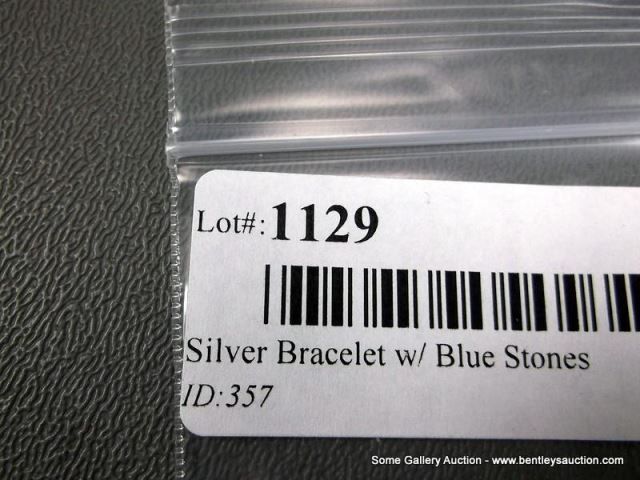 Lot#:1129
Silver Bracelet w/ Blue Stones
ID:357
Some Gallery Auction - www.bentleysauction.com